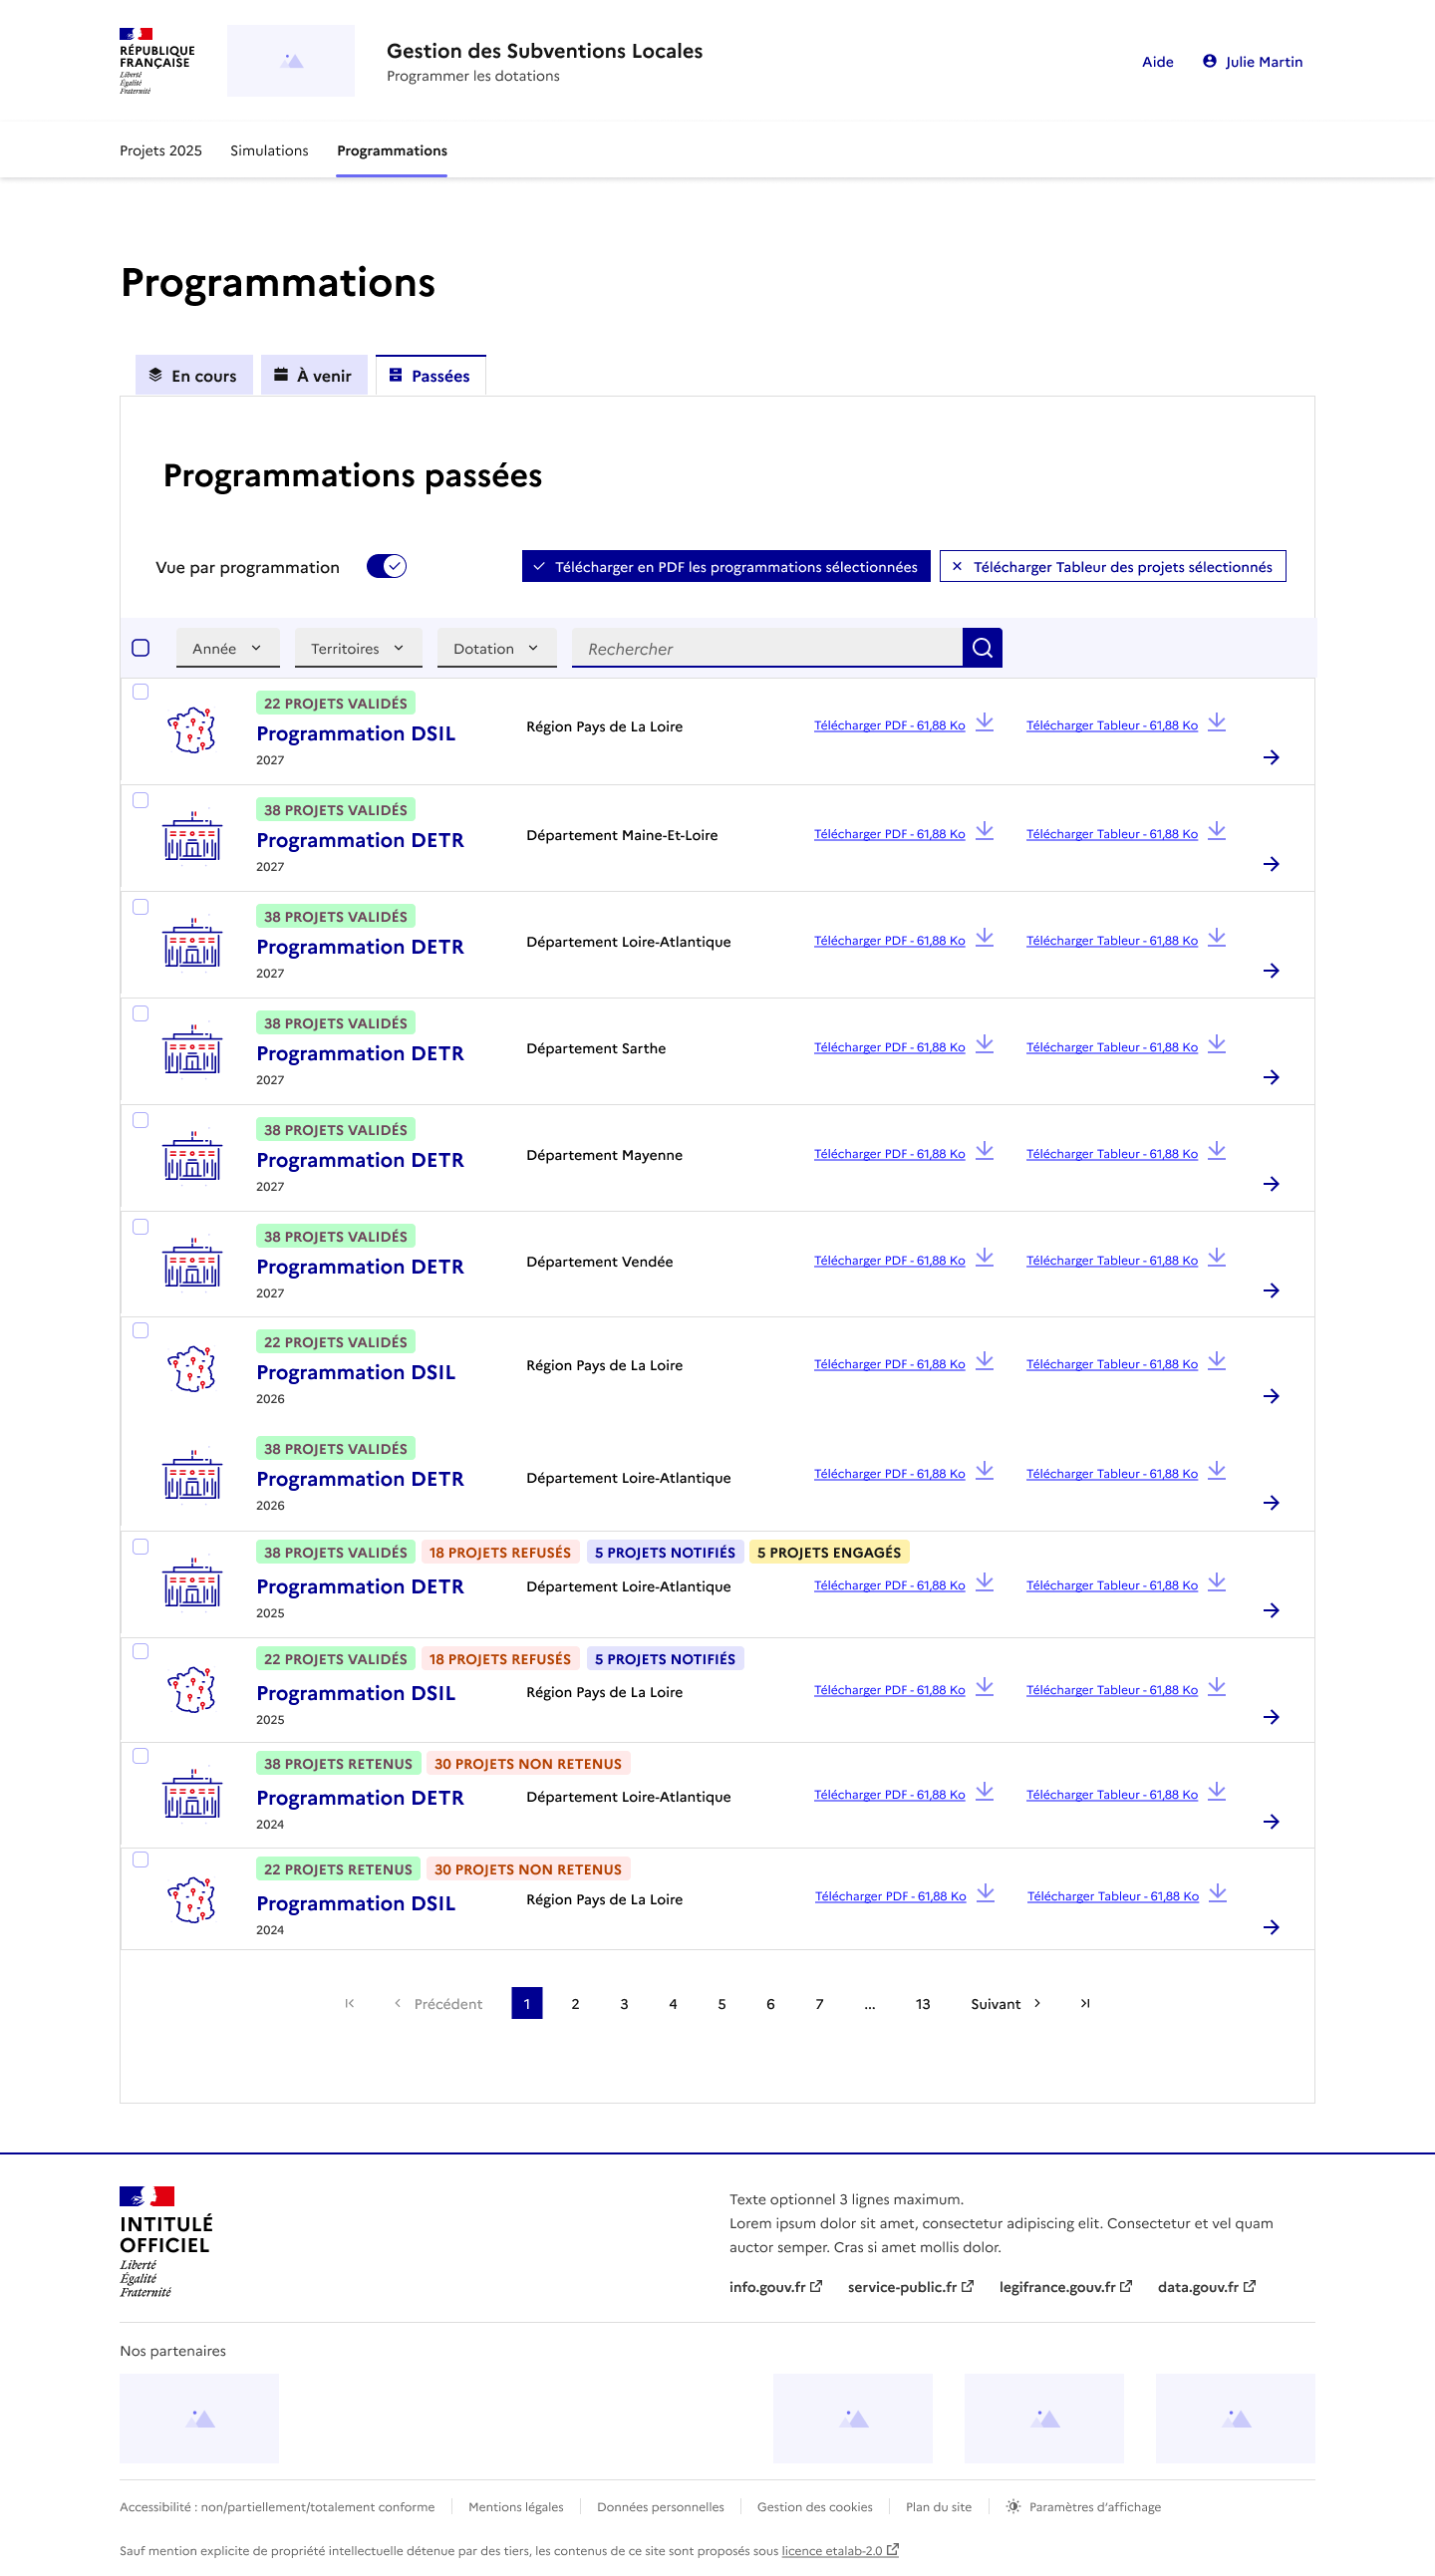 RÉPUBLIQUE
FRANÇAISE
Liberté
Égalité
Fraternité
Gestion des Subventions Locales
Programmer les dotations
Aide
Julie Martin
Projets 2025
Simulations
Programmations
Programmations
En cours
À venir
Passées
Programmations passées
Vue par programmation
Télécharger en PDF les programmations sélectionnées
Télécharger Tableur des projets sélectionnés
Année
Territoires
Dotation
Rechercher
22 PROJETS VALIDÉS
Programmation DSIL
2027
Région Pays de La Loire
Télécharger PDF - 61,88 Ko
Télécharger Tableur - 61,88 Ko
38 PROJETS VALIDÉS
Programmation DETR
2027
Département Maine-Et-Loire
Télécharger PDF - 61,88 Ko
Télécharger Tableur - 61,88 Ko
38 PROJETS VALIDÉS
Programmation DETR
2027
Département Loire-Atlantique
Télécharger PDF - 61,88 Ko
Télécharger Tableur - 61,88 Ko
38 PROJETS VALIDÉS
Programmation DETR
2027
Département Sarthe
Télécharger PDF - 61,88 Ko
Télécharger Tableur - 61,88 Ko
38 PROJETS VALIDÉS
Programmation DETR
2027
Département Mayenne
Télécharger PDF - 61,88 Ko
Télécharger Tableur - 61,88 Ko
38 PROJETS VALIDÉS
Programmation DETR
2027
Département Vendée
Télécharger PDF - 61,88 Ko
Télécharger Tableur - 61,88 Ko
22 PROJETS VALIDÉS
Programmation DSIL
2026
Région Pays de La Loire
Télécharger PDF - 61,88 Ko
Télécharger Tableur - 61,88 Ko
38 PROJETS VALIDÉS
Programmation DETR
2026
Département Loire-Atlantique
Télécharger PDF - 61,88 Ko
Télécharger Tableur - 61,88 Ko
38 PROJETS VALIDÉS
18 PROJETS REFUSÉS
5 PROJETS NOTIFIÉS
5 PROJETS ENGAGÉS
Programmation DETR
2025
Département Loire-Atlantique
Télécharger PDF - 61,88 Ko
Télécharger Tableur - 61,88 Ko
22 PROJETS VALIDÉS
18 PROJETS REFUSÉS
5 PROJETS NOTIFIÉS
Programmation DSIL
2025
Région Pays de La Loire
Télécharger PDF - 61,88 Ko
Télécharger Tableur - 61,88 Ko
38 PROJETS RETENUS
30 PROJETS NON RETENUS
Programmation DETR
2024
Département Loire-Atlantique
Télécharger PDF - 61,88 Ko
Télécharger Tableur - 61,88 Ko
22 PROJETS RETENUS
30 PROJETS NON RETENUS
Programmation DSIL
2024
Région Pays de La Loire
Télécharger PDF - 61,88 Ko
Télécharger Tableur - 61,88 Ko
Précédent 1 2 3 4 5 6 7 ... 13 Suivant
INTITULÉ
OFFICIEL
Liberté
Égalité
Fraternité
Texte optionnel 3 lignes maximum.
Lorem ipsum dolor sit amet, consectetur adipiscing elit. Consectetur et vel quam
auctor semper. Cras si amet mollis dolor.
info.gouv.fr
service-public.fr
legifrance.gouv.fr
data.gouv.fr
Nos partenaires
Accessibilité : non/partiellement/totalement conforme
Mentions légales
Données personnelles
Gestion des cookies
Plan du site
Paramètres d’affichage
Sauf mention explicite de propriété intellectuelle détenue par des tiers, les contenus de ce site sont proposés sous licence etalab-2.0